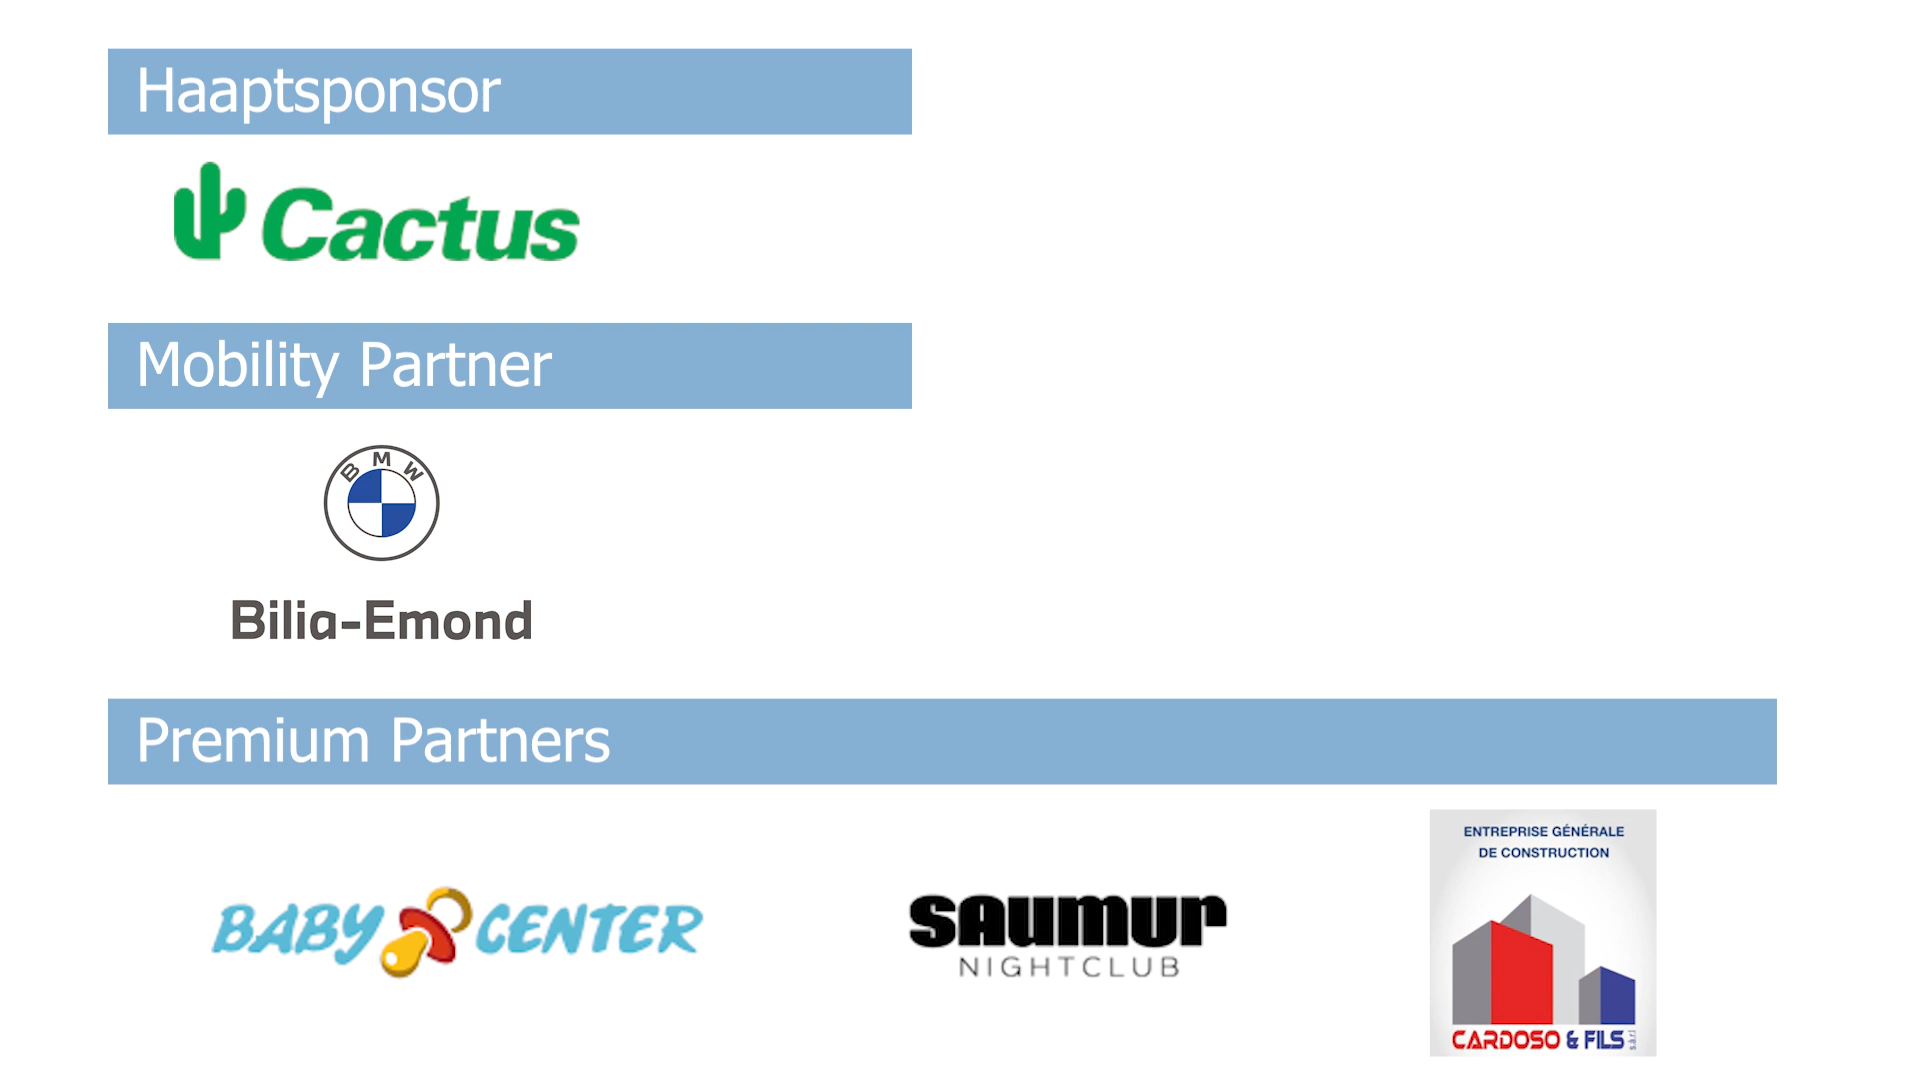 Haaptsponsor
Cactus
Mobility Partner
BMW
Bilia-Emond
Premium Partners
BABY CENTER
SAUMUR
NIGHTCLUB
ENTREPRISE GÉNÉRALE
DE CONSTRUCTION
CARDOSO & FILS s.à r.l